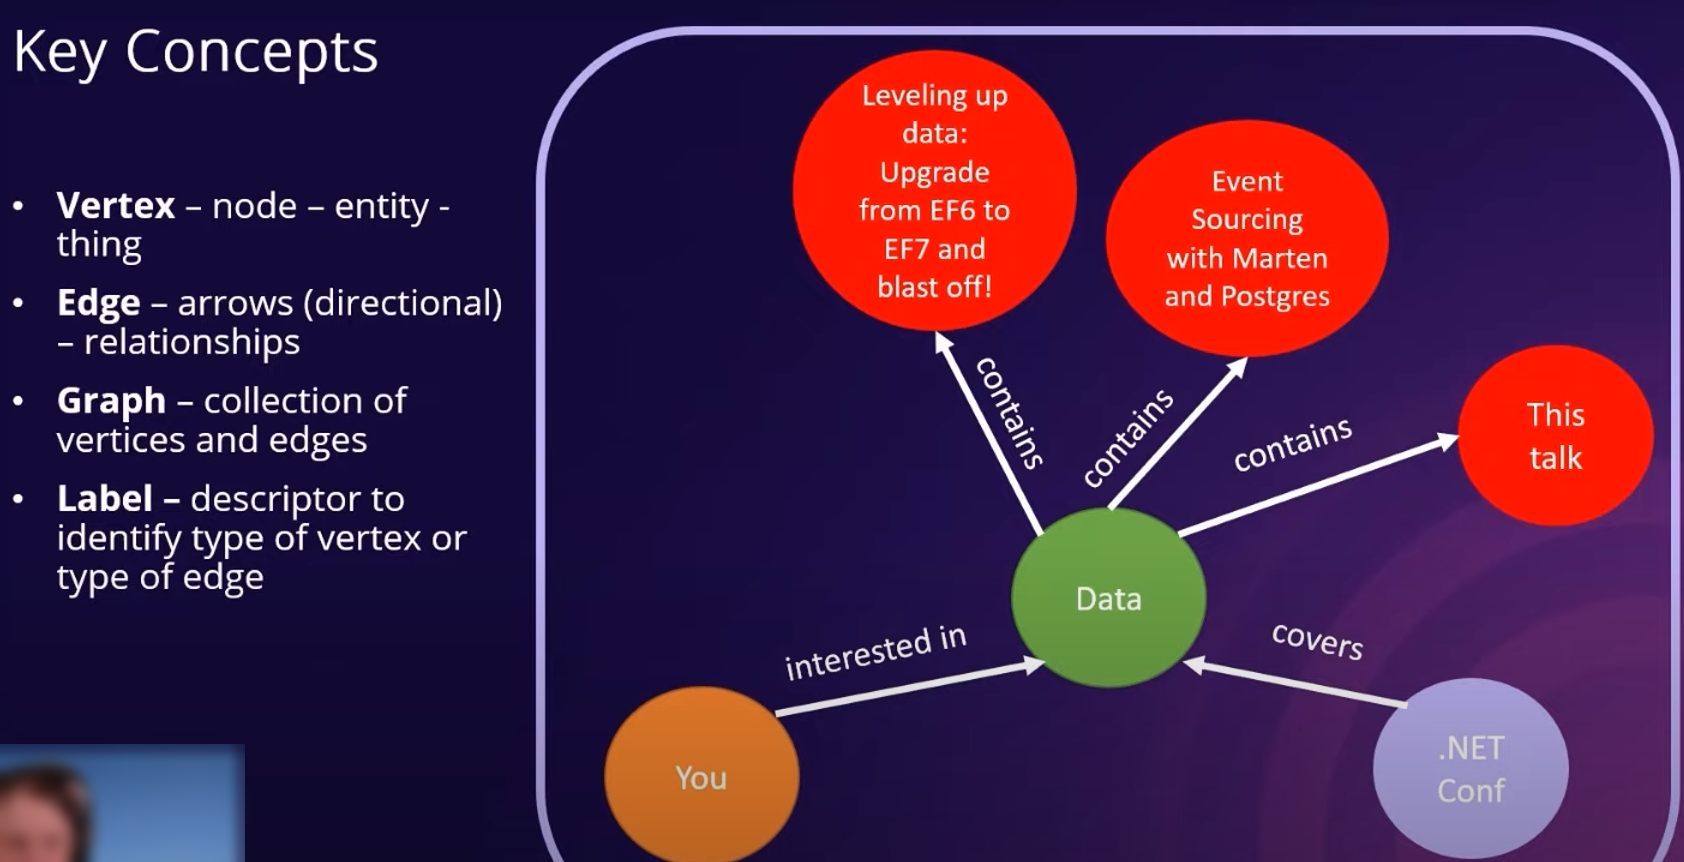 Key Concepts
• Vertex – node – entity -
thing
• Edge – arrows (directional)
– relationships
• Graph – collection of
vertices and edges
• Label – descriptor to
identify type of vertex or
type of edge
Leveling up
data:
Upgrade
from EF6 to
EF7 and
blast off!
Event
Sourcing
with Marten
and Postgres
This
talk
contains
contains
contains
Data
interested in
covers
You
.NET
Conf